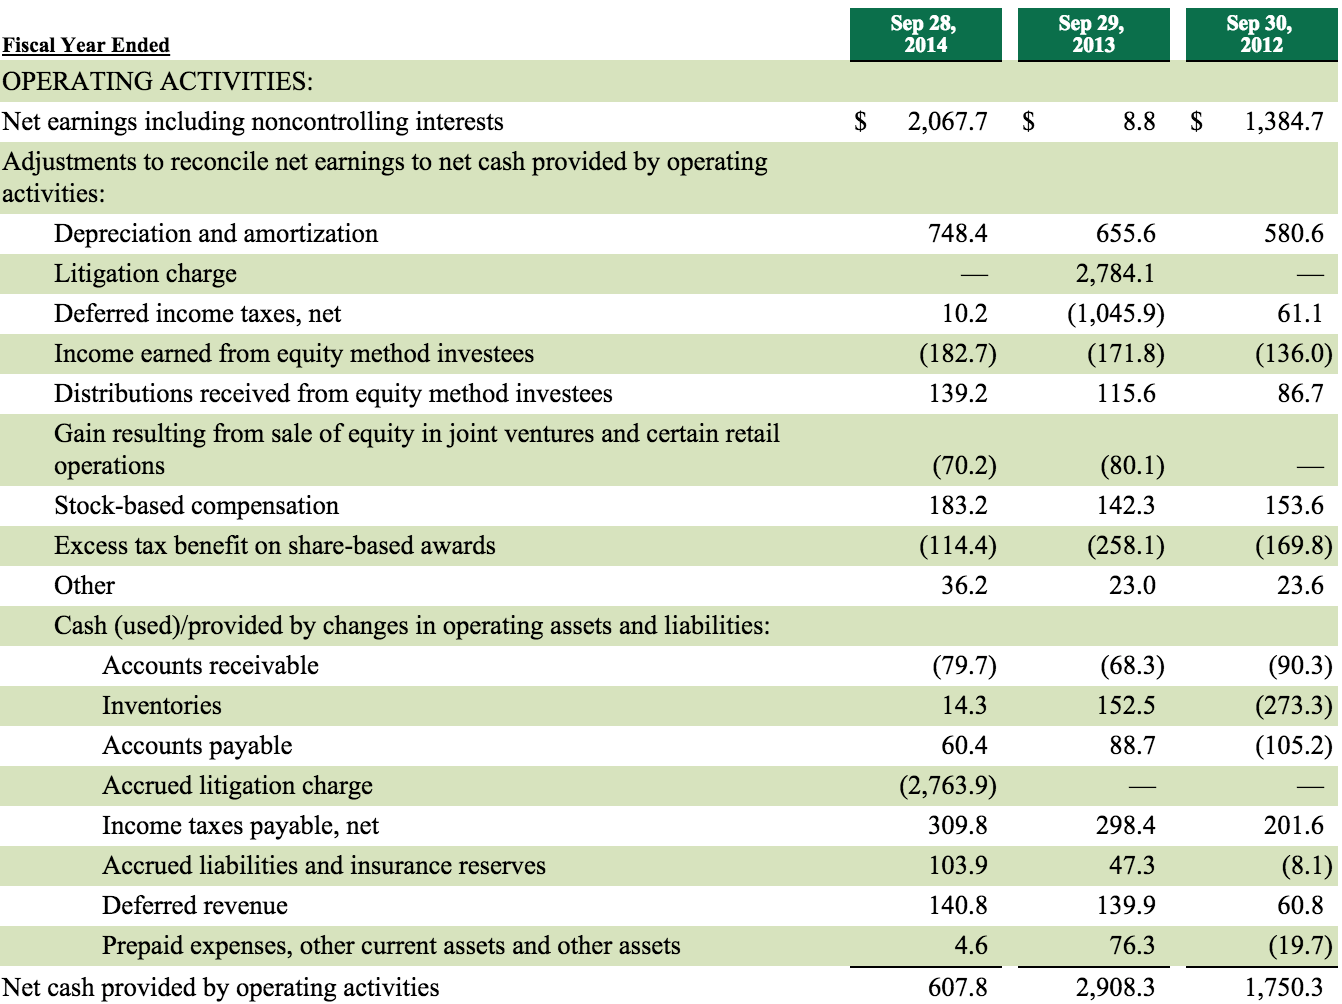 Sep 28, Sep 29, Sep 30,
Fiscal Year Ended 2014 2013 2012
OPERATING ACTIVITIES:
Net earnings including noncontrolling interests $ 2,067.7 $ 8.8 $ 1,384.7
Adjustments to reconcile net earnings to net cash provided by operating
activities:
Depreciation and amortization 748.4 655.6 580.6
Litigation charge — 2,784.1 —
Deferred income taxes, net 10.2 (1,045.9) 61.1
Income earned from equity method investees (182.7) (171.8) (136.0)
Distributions received from equity method investees 139.2 115.6 86.7
Gain resulting from sale of equity in joint ventures and certain retail
operations (70.2) (80.1) —
Stock-based compensation 183.2 142.3 153.6
Excess tax benefit on share-based awards (114.4) (258.1) (169.8)
Other 36.2 23.0 23.6
Cash (used)/provided by changes in operating assets and liabilities:
Accounts receivable (79.7) (68.3) (90.3)
Inventories 14.3 152.5 (273.3)
Accounts payable 60.4 88.7 (105.2)
Accrued litigation charge (2,763.9) — —
Income taxes payable, net 309.8 298.4 201.6
Accrued liabilities and insurance reserves 103.9 47.3 (8.1)
Deferred revenue 140.8 139.9 60.8
Prepaid expenses, other current assets and other assets 4.6 76.3 (19.7)
Net cash provided by operating activities 607.8 2,908.3 1,750.3